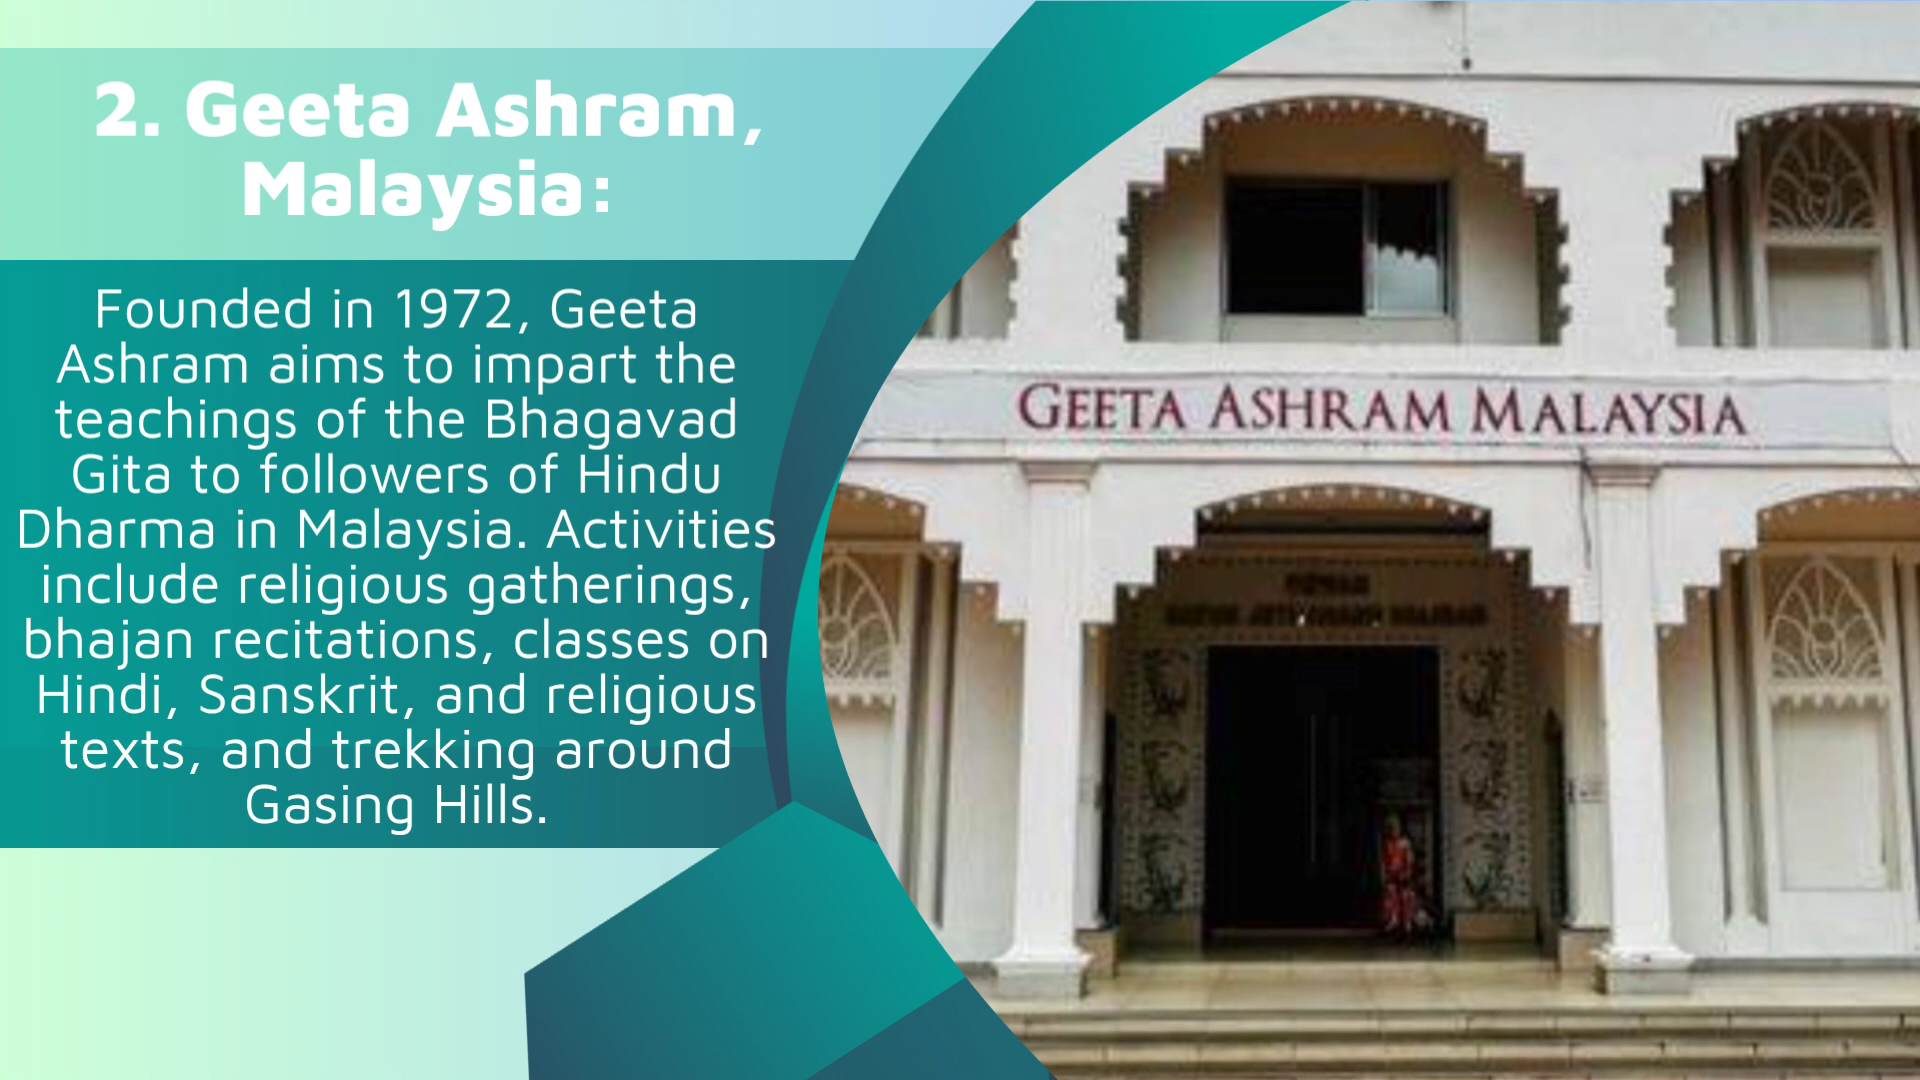 2. Geeta Ashram,
Malaysia:
Founded in 1972, Geeta
Ashram aims to impart the
teachings of the Bhagavad
Gita to followers of Hindu
Dharma in Malaysia. Activities
include religious gatherings,
bhajan recitations, classes on
Hindi, Sanskrit, and religious
texts, and trekking around
Gasing Hills.
GEETA ASHRAM MALAYSIA